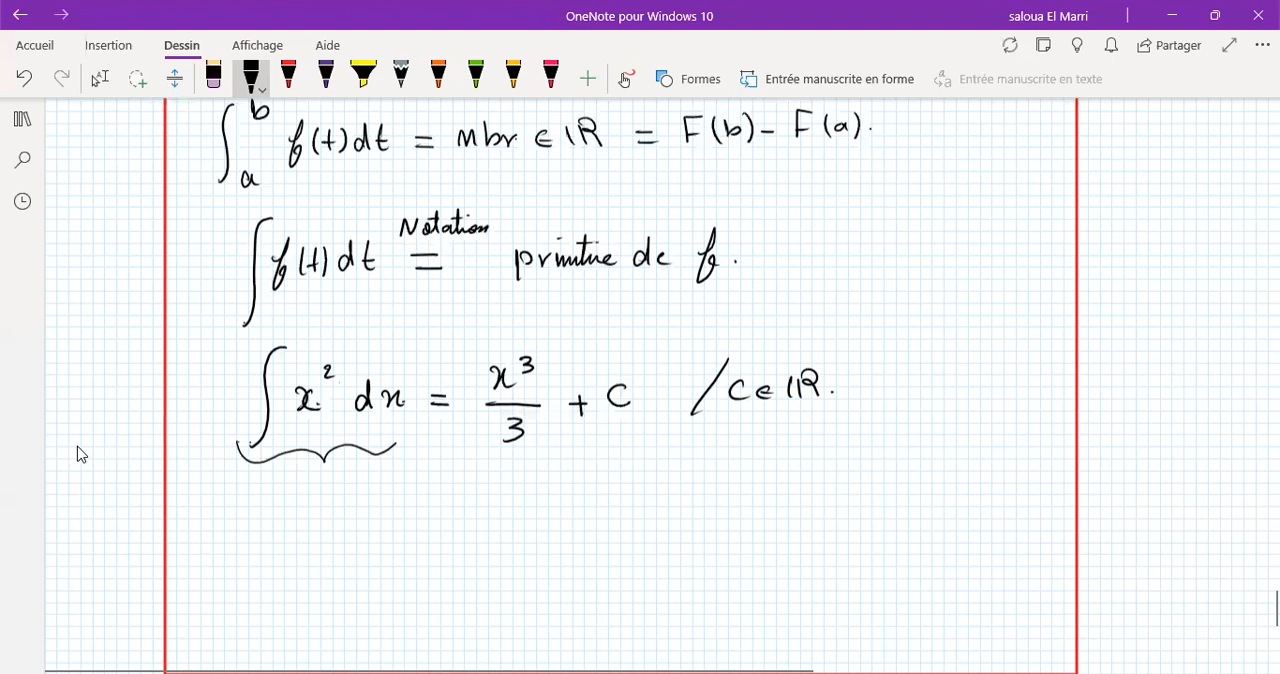 OneNote pour Windows 10
saloua El Marri
Accueil Insertion Dessin Affichage Aide
Partager
Formes Entrée manuscrite en forme Entrée manuscrite en texte
∫_a^b f(t)dt = nbr ∈ ℝ = F(b) - F(a).
∫ f(t)dt = primitive de f.
Notation
∫ x² dx = x³/3 + C / C ∈ ℝ.